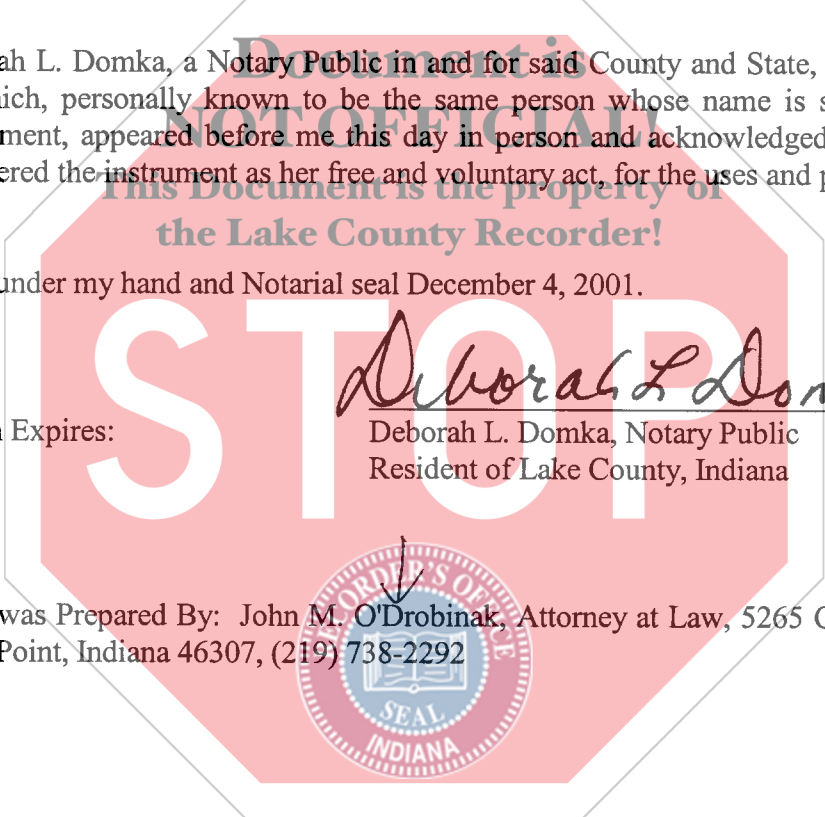 Document is
ah L. Domka, a Notary Public in and for said County and State,
ich, personally known to be the same person whose name is s
NOT OFFICIAL!
ment, appeared before me this day in person and acknowledged
ered the instrument as her free and voluntary act, for the uses and p
This Document is the property of
the Lake County Recorder!
under my hand and Notarial seal December 4, 2001.
STOP
Deborah L Dom
n Expires:
Deborah L. Domka, Notary Public
Resident of Lake County, Indiana
RECORDER'S OFFICE
was Prepared By: John M. O'Drobinak, Attorney at Law, 5265 C
Point, Indiana 46307, (219) 738-2292
SEAL
INDIANA